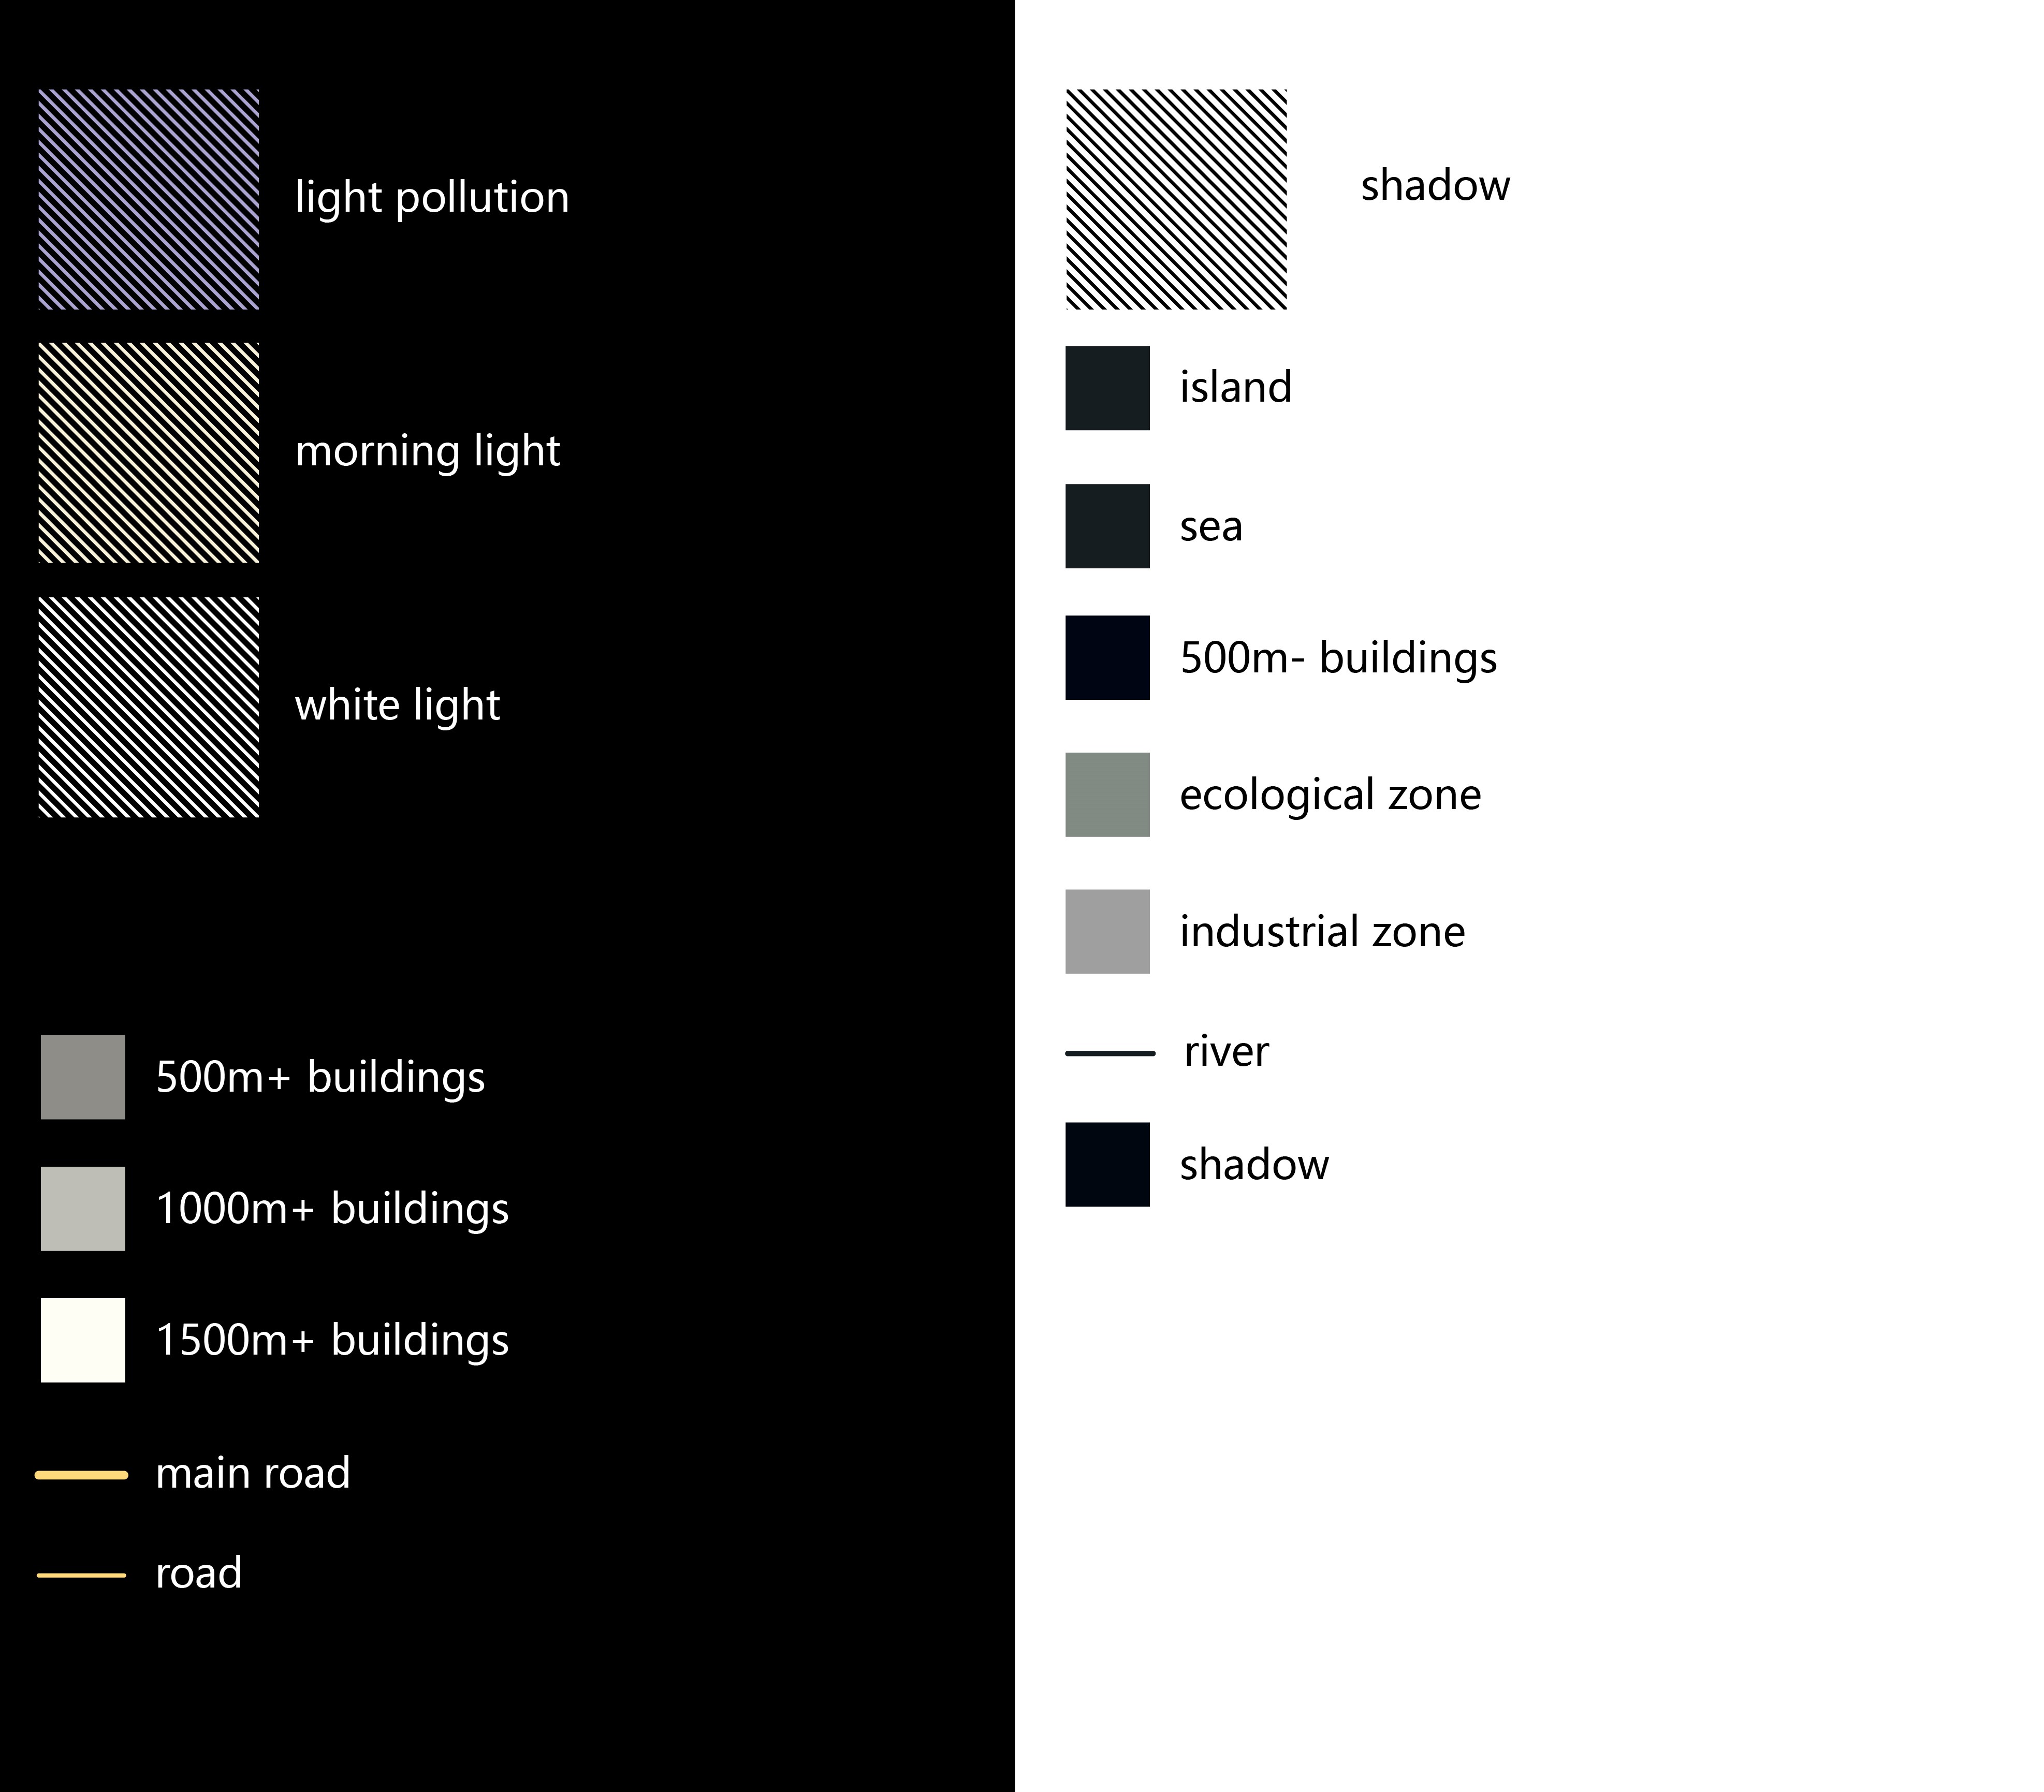 light pollution
morning light
white light
500m+ buildings
1000m+ buildings
1500m+ buildings
main road
road
shadow
island
sea
500m- buildings
ecological zone
industrial zone
river
shadow